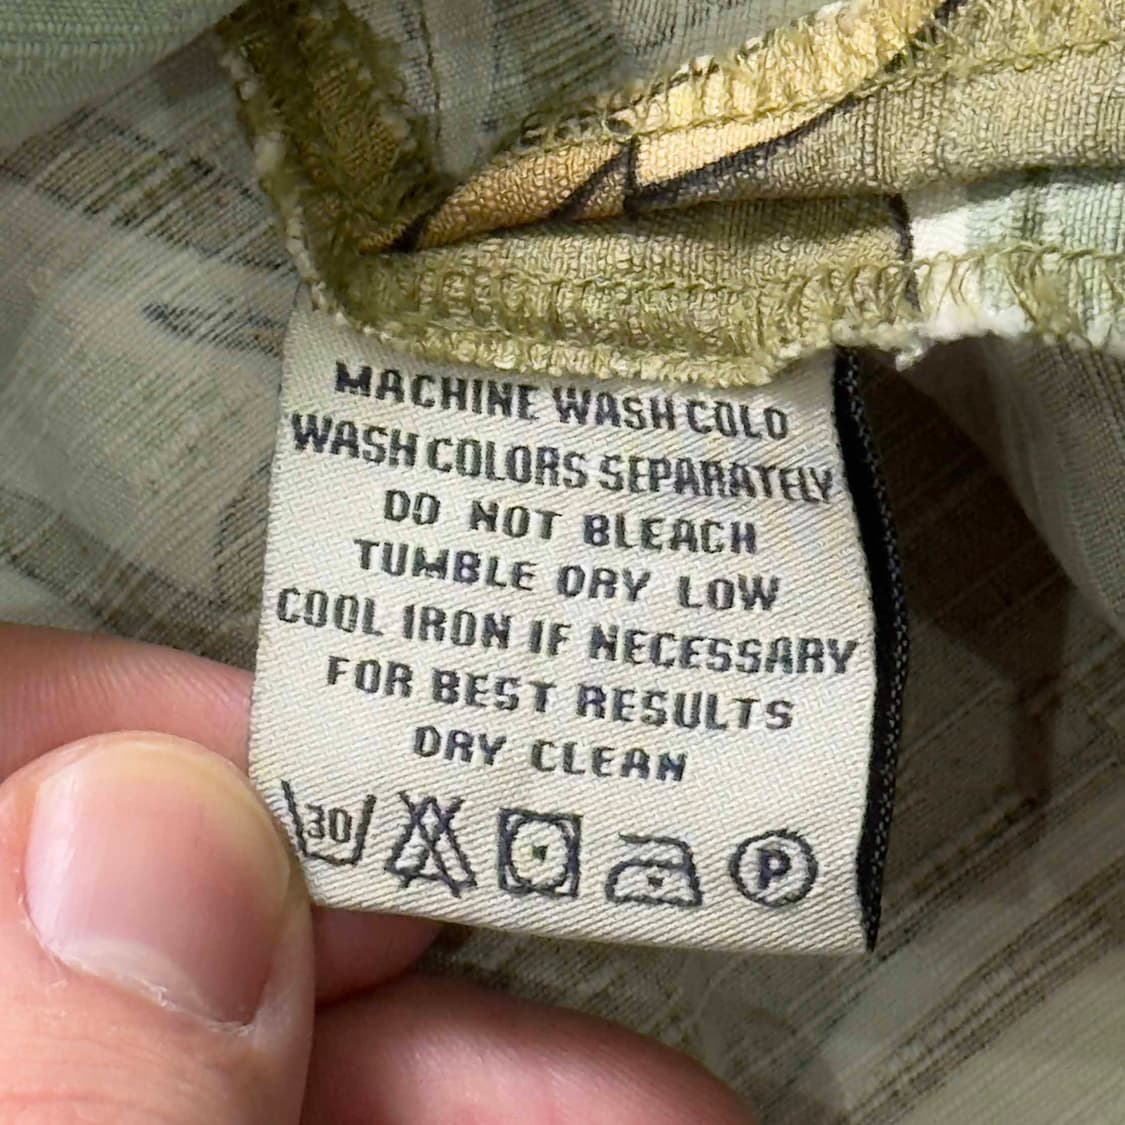 MACHINE WASH COLD
WASH COLORS SEPARATELY
DO NOT BLEACH
TUMBLE DRY LOW
COOL IRON IF NECESSARY
FOR BEST RESULTS
DRY CLEAN
30 P